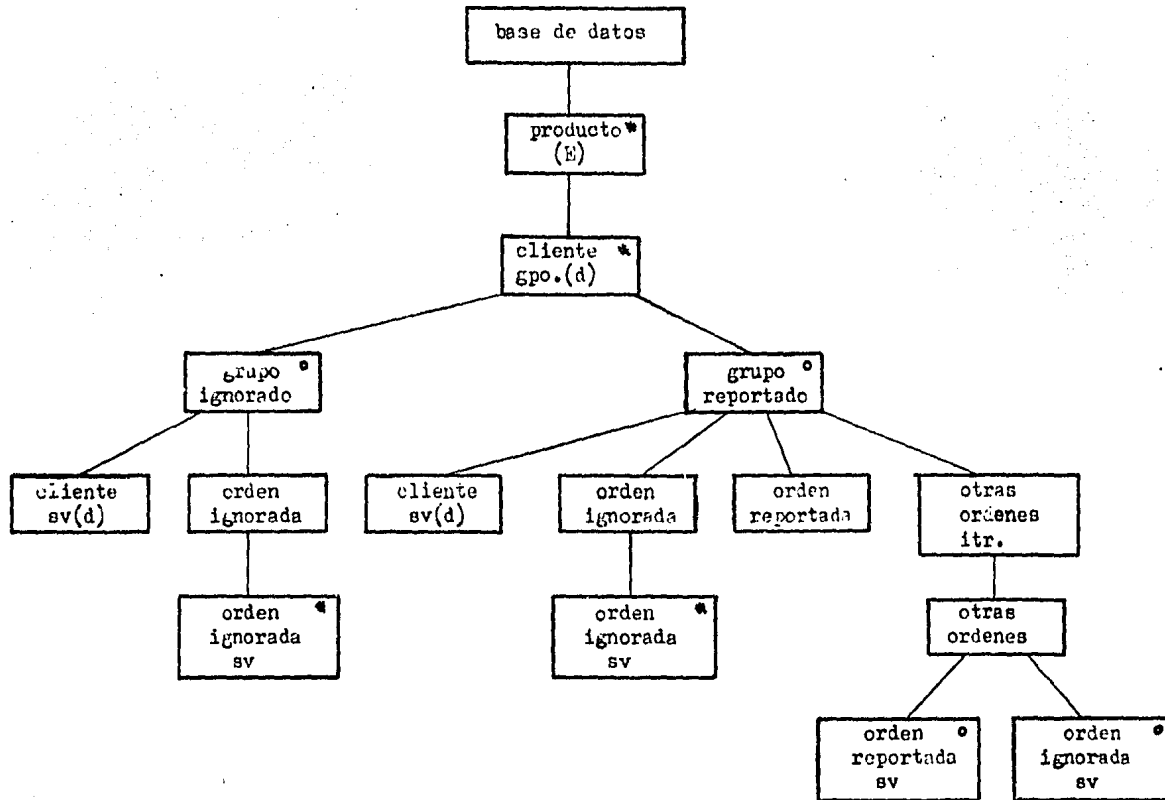 base de datos
producto*
(E)
cliente *
gpo.(d)
grupo o
ignorado
grupo o
reportado
cliente
sv(d)
orden
ignorada
cliente
sv(d)
orden
ignorada
orden
reportada
otras
ordenes
itr.
orden *
ignorada
sv
orden *
ignorada
sv
otras
ordenes
orden o
reportada
sv
orden o
ignorada
sv